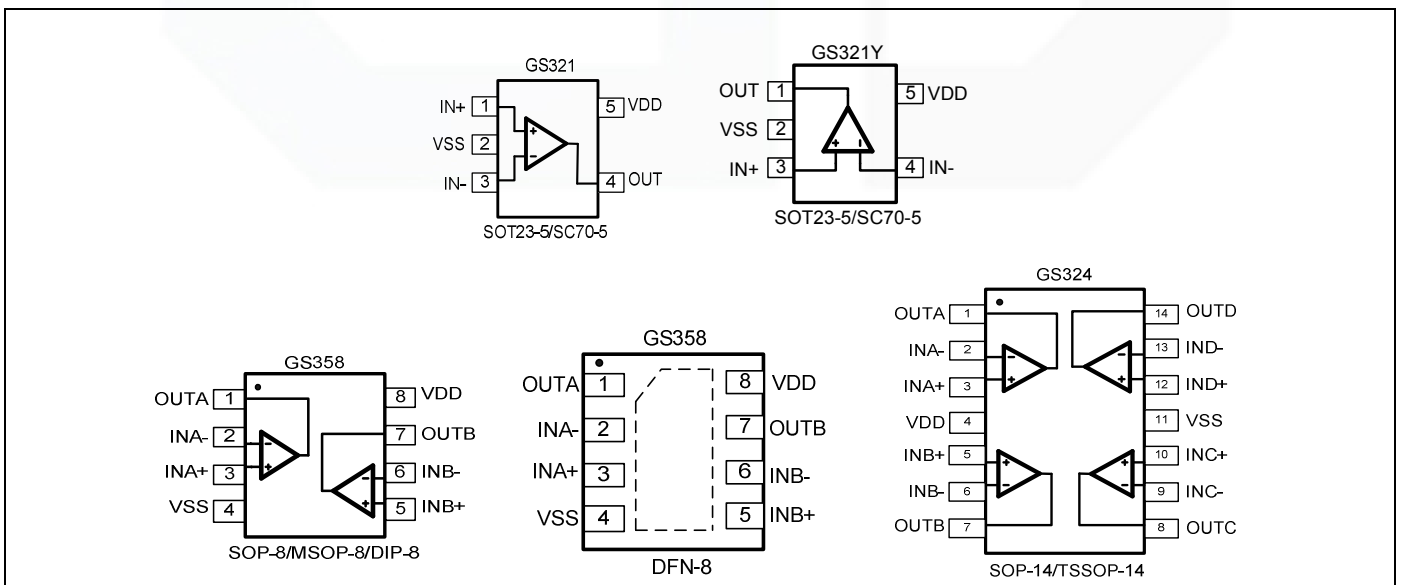 GS321
IN+ 1
VSS 2
IN- 3
5 VDD
4 OUT
+
-
SOT23-5/SC70-5
GS321Y
OUT 1
VSS 2
IN+ 3
5 VDD
4 IN-
+ -
SOT23-5/SC70-5
GS358
OUTA 1
INA- 2
INA+ 3
VSS 4
8 VDD
7 OUTB
6 INB-
5 INB+
-
+
-
+
SOP-8/MSOP-8/DIP-8
GS358
OUTA 1
INA- 2
INA+ 3
VSS 4
8 VDD
7 OUTB
6 INB-
5 INB+
DFN-8
GS324
OUTA 1
INA- 2
INA+ 3
VDD 4
INB+ 5
INB- 6
OUTB 7
14 OUTD
13 IND-
12 IND+
11 VSS
10 INC+
9 INC-
8 OUTC
-
+
-
+
+
-
+
-
SOP-14/TSSOP-14